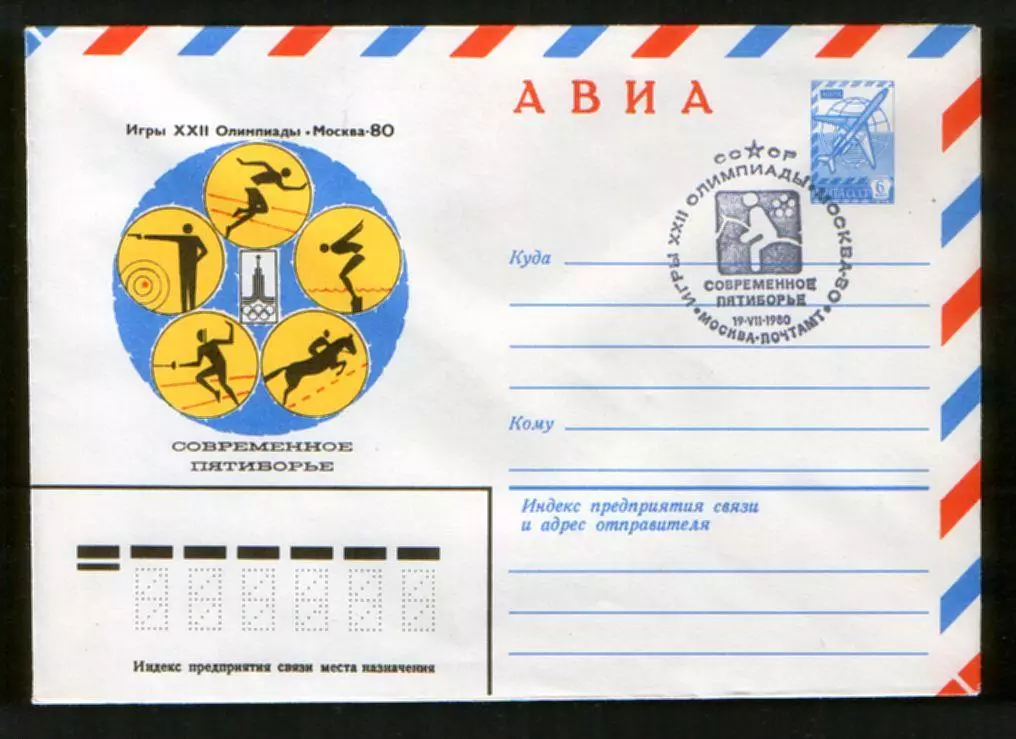 АВИА
Игры XXII Олимпиады • Москва-80
СОВРЕМЕННОЕ
ПЯТИБОРЬЕ
6
СССР
ИГРЫ XXII ОЛИМПИАДЫ • МОСКВА-80
СОВРЕМЕННОЕ
ПЯТИБОРЬЕ
19·VII·1980
• МОСКВА-ПОЧТАМТ •
Куда
Кому
Индекс предприятия связи
и адрес отправителя
Индекс предприятия связи места назначения